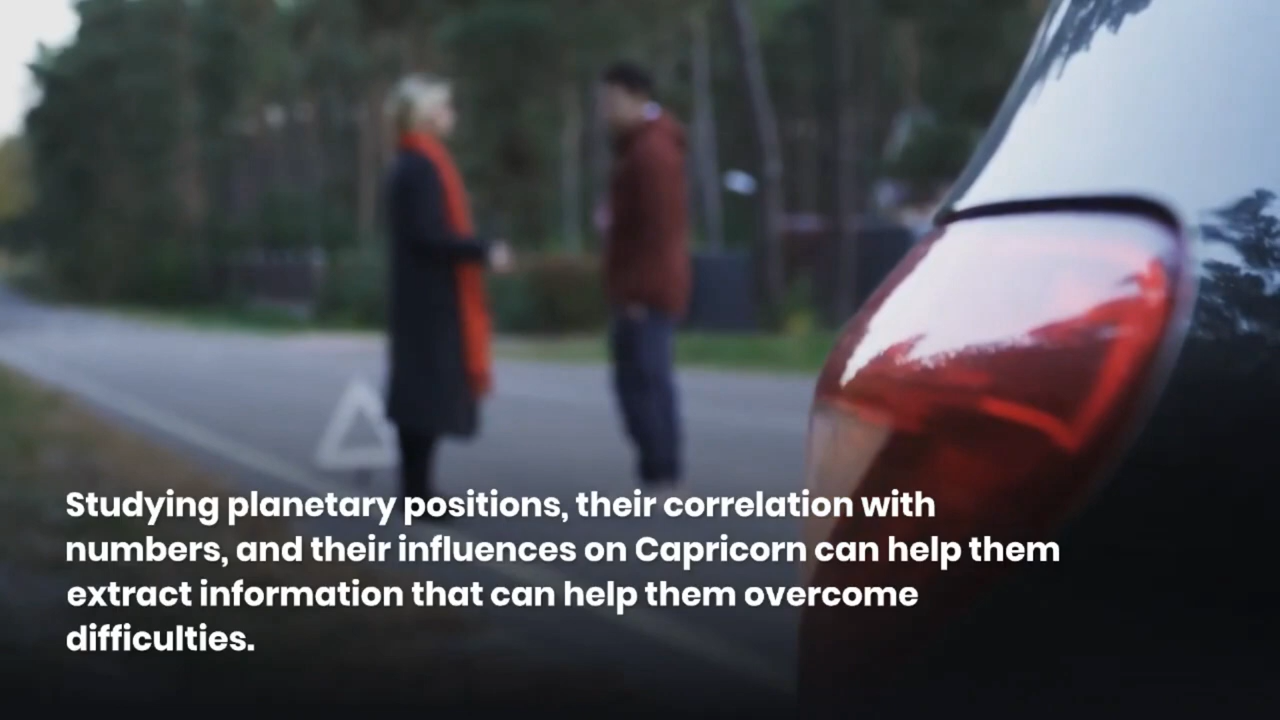 Studying planetary positions, their correlation with
numbers, and their influences on Capricorn can help them
extract information that can help them overcome
difficulties.